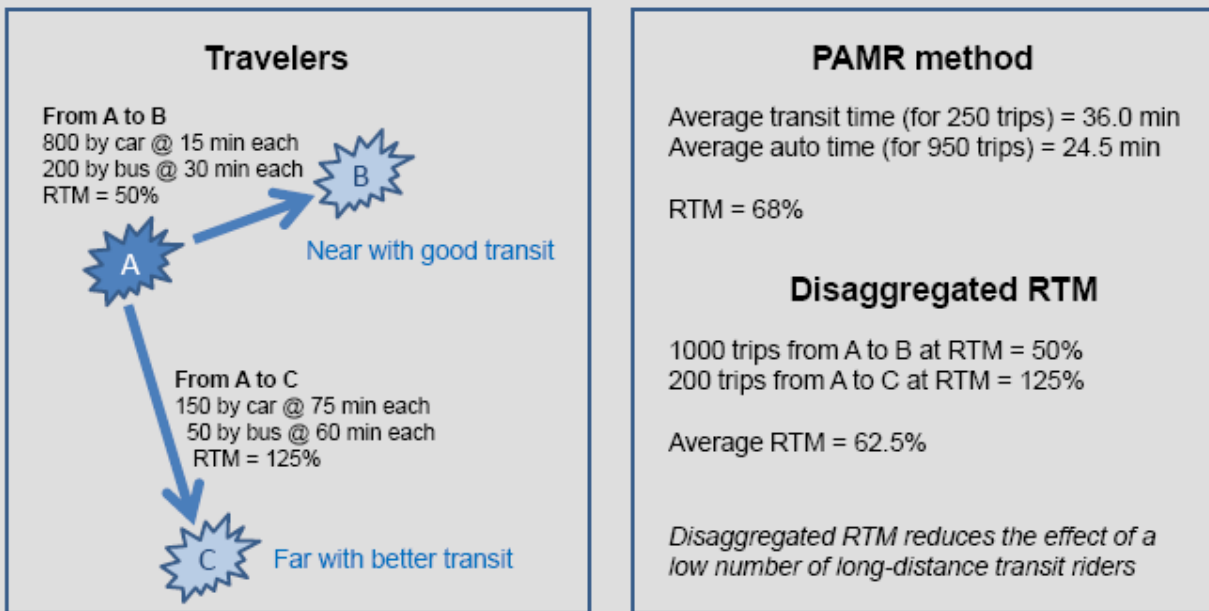 Travelers
From A to B
800 by car @ 15 min each
200 by bus @ 30 min each
RTM = 50%
B
A
Near with good transit
From A to C
150 by car @ 75 min each
50 by bus @ 60 min each
RTM = 125%
C
Far with better transit
PAMR method
Average transit time (for 250 trips) = 36.0 min
Average auto time (for 950 trips) = 24.5 min
RTM = 68%
Disaggregated RTM
1000 trips from A to B at RTM = 50%
200 trips from A to C at RTM = 125%
Average RTM = 62.5%
Disaggregated RTM reduces the effect of a
low number of long-distance transit riders